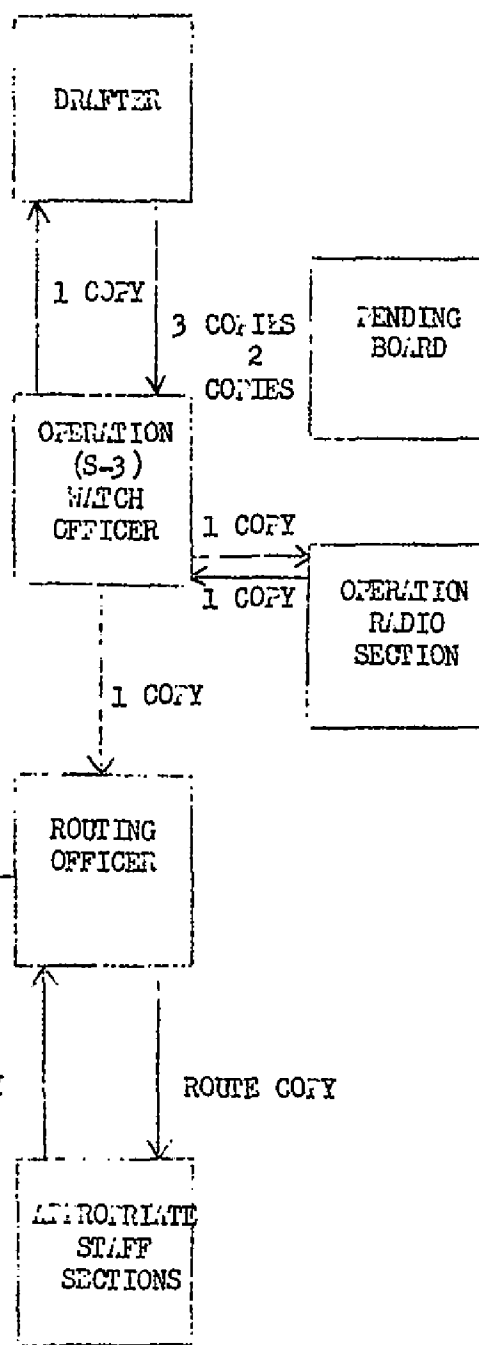 DRAFTER
1 COPY
3 COPIES
2
COPIES
PENDING
BOARD
OPERATION
(S-3)
WATCH
OFFICER
1 COPY
1 COPY
OPERATION
RADIO
SECTION
1 COPY
ROUTING
OFFICER
ROUTE COPY
APPROPRIATE
STAFF
SECTIONS